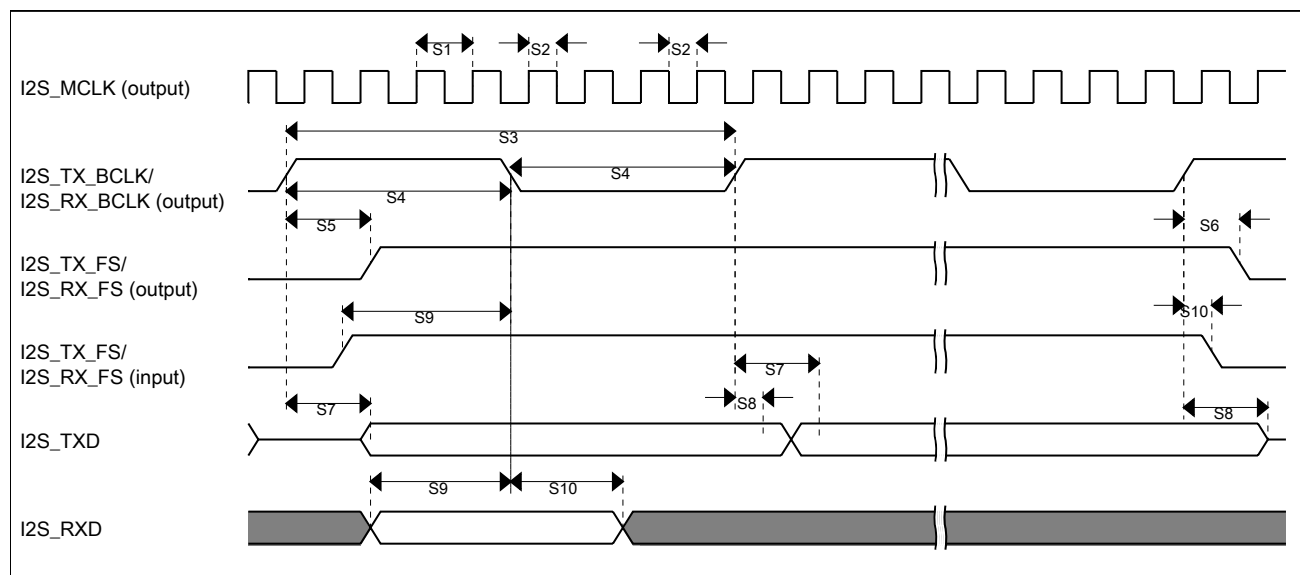 S1
S2
S2
I2S_MCLK (output)
S3
I2S_TX_BCLK/
I2S_RX_BCLK (output)
S4
S4
S5
S6
I2S_TX_FS/
I2S_RX_FS (output)
S9
S10
I2S_TX_FS/
I2S_RX_FS (input)
S7
S7
S8
S8
I2S_TXD
S9
S10
I2S_RXD